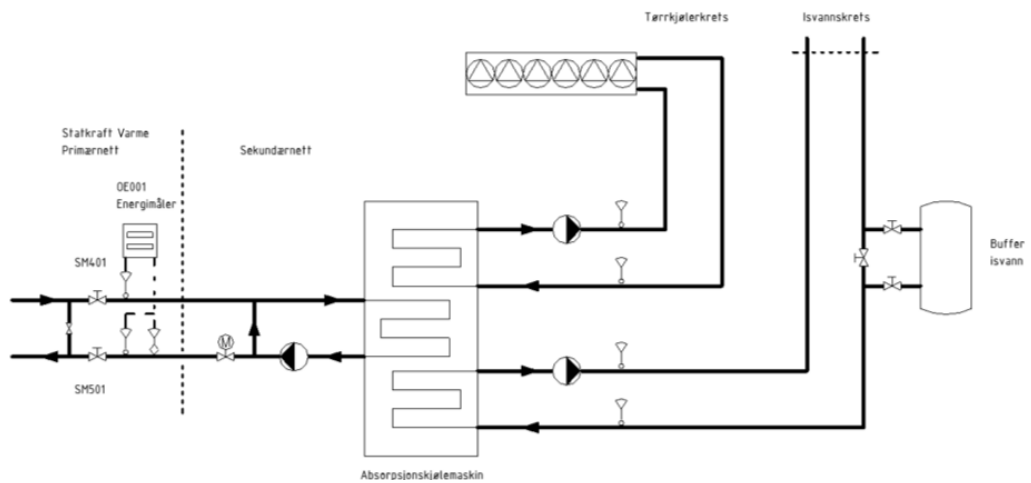 Tørrkjølerkrets
Isvannskrets
Statkraft Varme
Primærnett
Sekundærnett
OE001
Energimåler
SM401
M
Buffer
isvann
SM501
Absorpsjonskjølemaskin